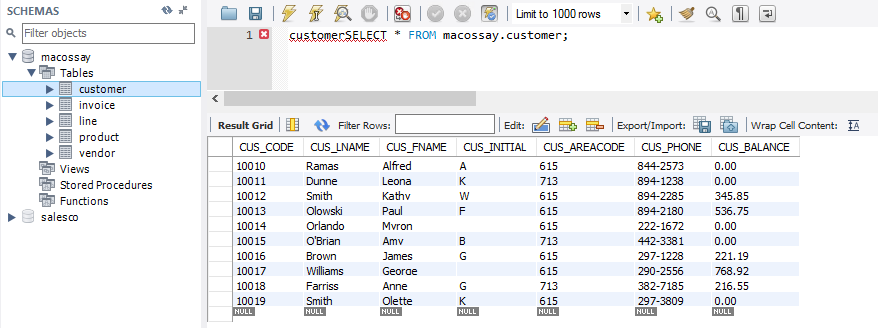 SCHEMAS
Filter objects
macossay
Tables
customer
invoice
line
product
vendor
Views
Stored Procedures
Functions
salesco
Limit to 1000 rows
1 customerSELECT * FROM macossay.customer;
Result Grid Filter Rows: Edit: Export/Import: Wrap Cell Content: IA
CUS_CODE CUS_LNAME CUS_FNAME CUS_INITIAL CUS_AREACODE CUS_PHONE CUS_BALANCE
10010 Ramas Alfred A 615 844-2573 0.00
10011 Dunne Leona K 713 894-1238 0.00
10012 Smith Kathy W 615 894-2285 345.85
10013 Olowski Paul F 615 894-2180 536.75
10014 Orlando Myron 615 222-1672 0.00
10015 O'Brian Amy B 713 442-3381 0.00
10016 Brown James G 615 297-1228 221.19
10017 Williams George 615 290-2556 768.92
10018 Farriss Anne G 713 382-7185 216.55
10019 Smith Olette K 615 297-3809 0.00
NULL NULL NULL NULL NULL NULL NULL